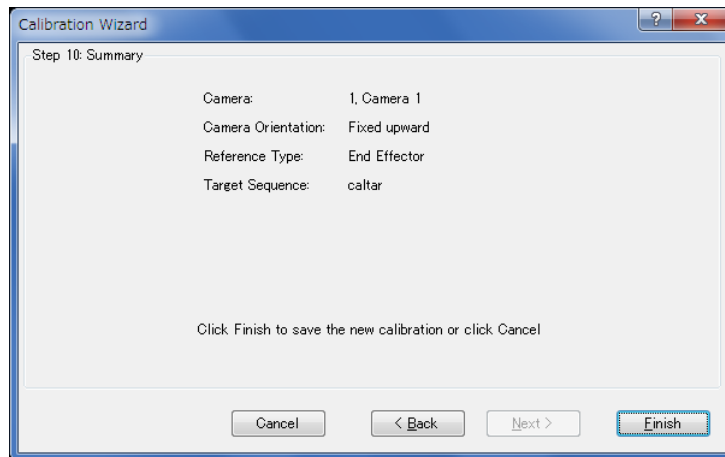 Calibration Wizard
Step 10: Summary
Camera: 1, Camera 1
Camera Orientation: Fixed upward
Reference Type: End Effector
Target Sequence: caltar
Click Finish to save the new calibration or click Cancel
Cancel < Back Next > Finish